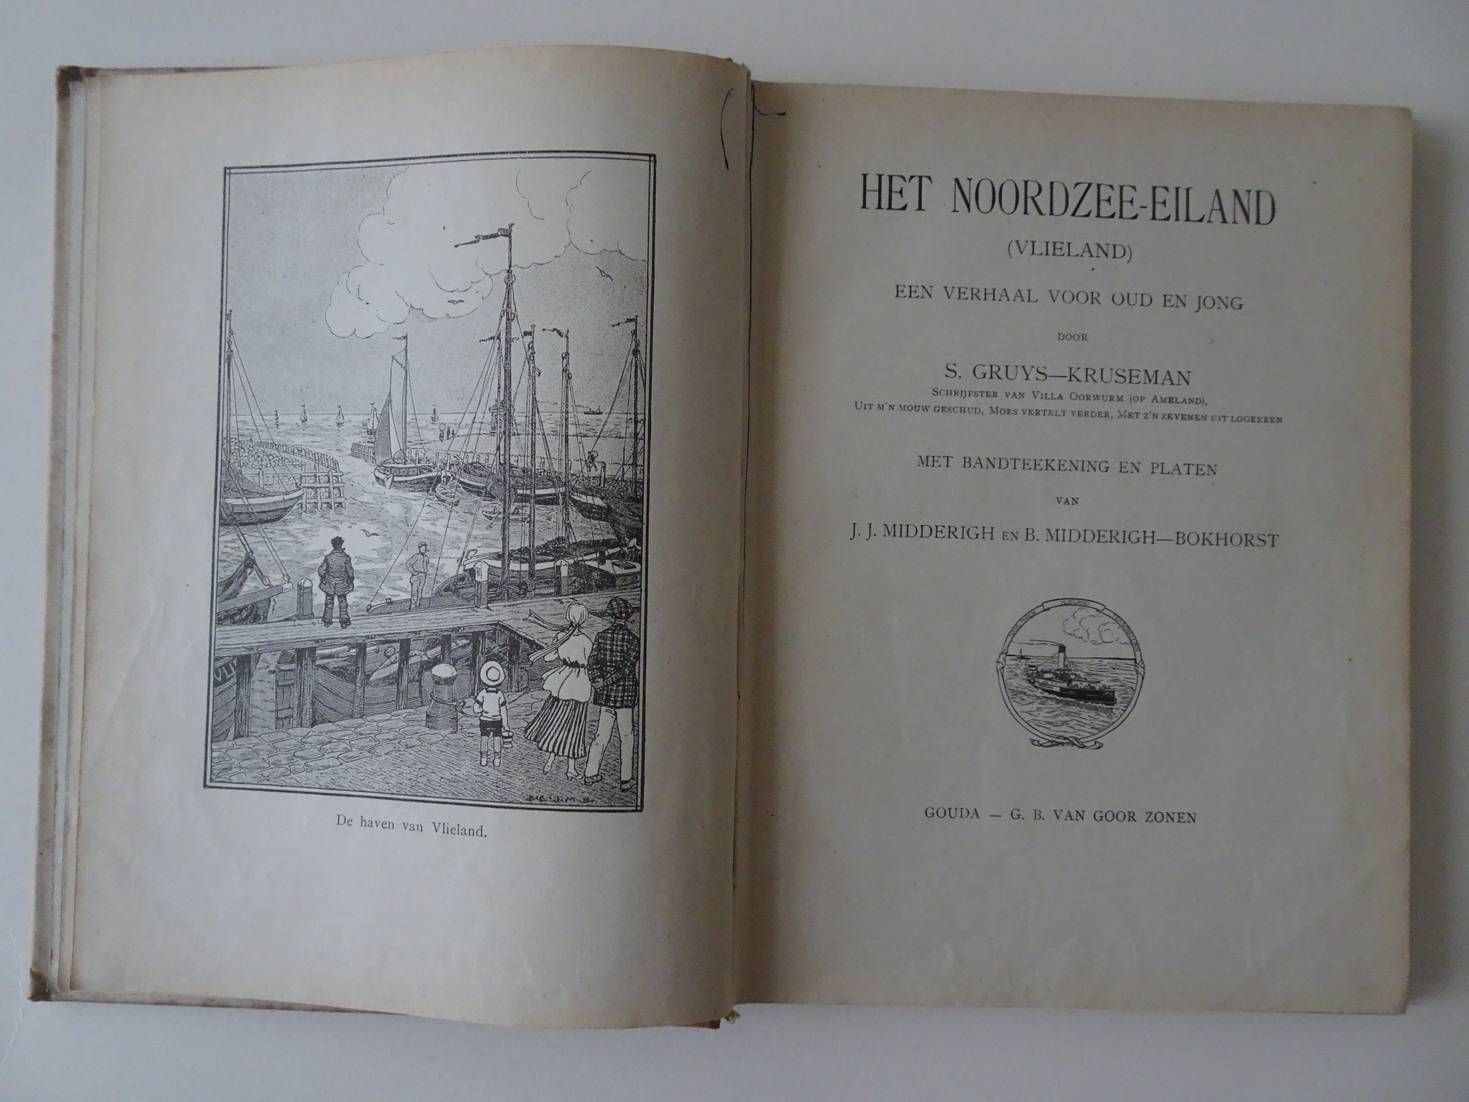 De haven van Vlieland.
HET NOORDZEE-EILAND
(VLIELAND)
EEN VERHAAL VOOR OUD EN JONG
DOOR
S. GRUYS—KRUSEMAN
SCHRIJFSTER VAN VILLA OORWURM (OP AMELAND),
UIT M'N MOUW GESCHUD, MOES VERTELT VERDER, MET Z'N ZEVENEN UIT LOGEEREN
MET BANDTEEKENING EN PLATEN
VAN
J. J. MIDDERIGH EN B. MIDDERIGH—BOKHORST
GOUDA — G. B. VAN GOOR ZONEN